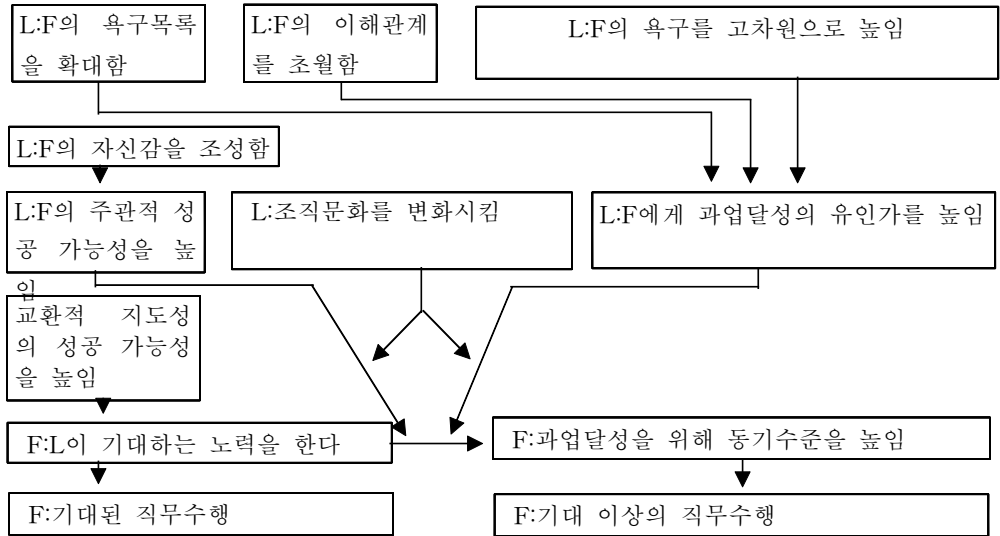 L:F의 욕구목록
을 확대함
L:F의 이해관계
를 초월함
L:F의 욕구를 고차원으로 높임
L:F의 자신감을 조성함
L:F의 주관적 성
공 가능성을 높
임
L:조직문화를 변화시킴
L:F에게 과업달성의 유인가를 높임
교환적 지도성
의 성공 가능성
을 높임
F:L이 기대하는 노력을 한다
F:과업달성을 위해 동기수준을 높임
F:기대된 직무수행
F:기대 이상의 직무수행